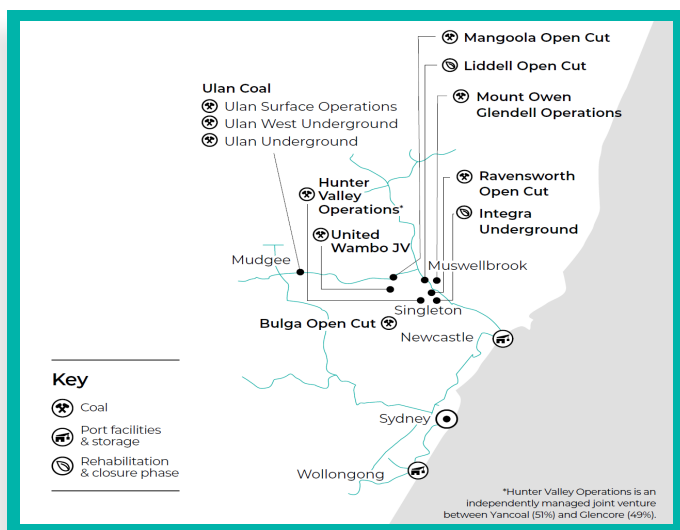 Mangoola Open Cut
Liddell Open Cut
Ulan Coal
Mount Owen
Glendell Operations
Ulan Surface Operations
Ulan West Underground
Ulan Underground
Hunter
Valley
Operations*
Ravensworth
Open Cut
Integra
Underground
United
Wambo JV
Mudgee
Muswellbrook
Singleton
Bulga Open Cut
Newcastle
Key
Coal
Port facilities
& storage
Rehabilitation
& closure phase
Sydney
Wollongong
*Hunter Valley Operations is an
independently managed joint venture
between Yancoal (51%) and Glencore (49%).